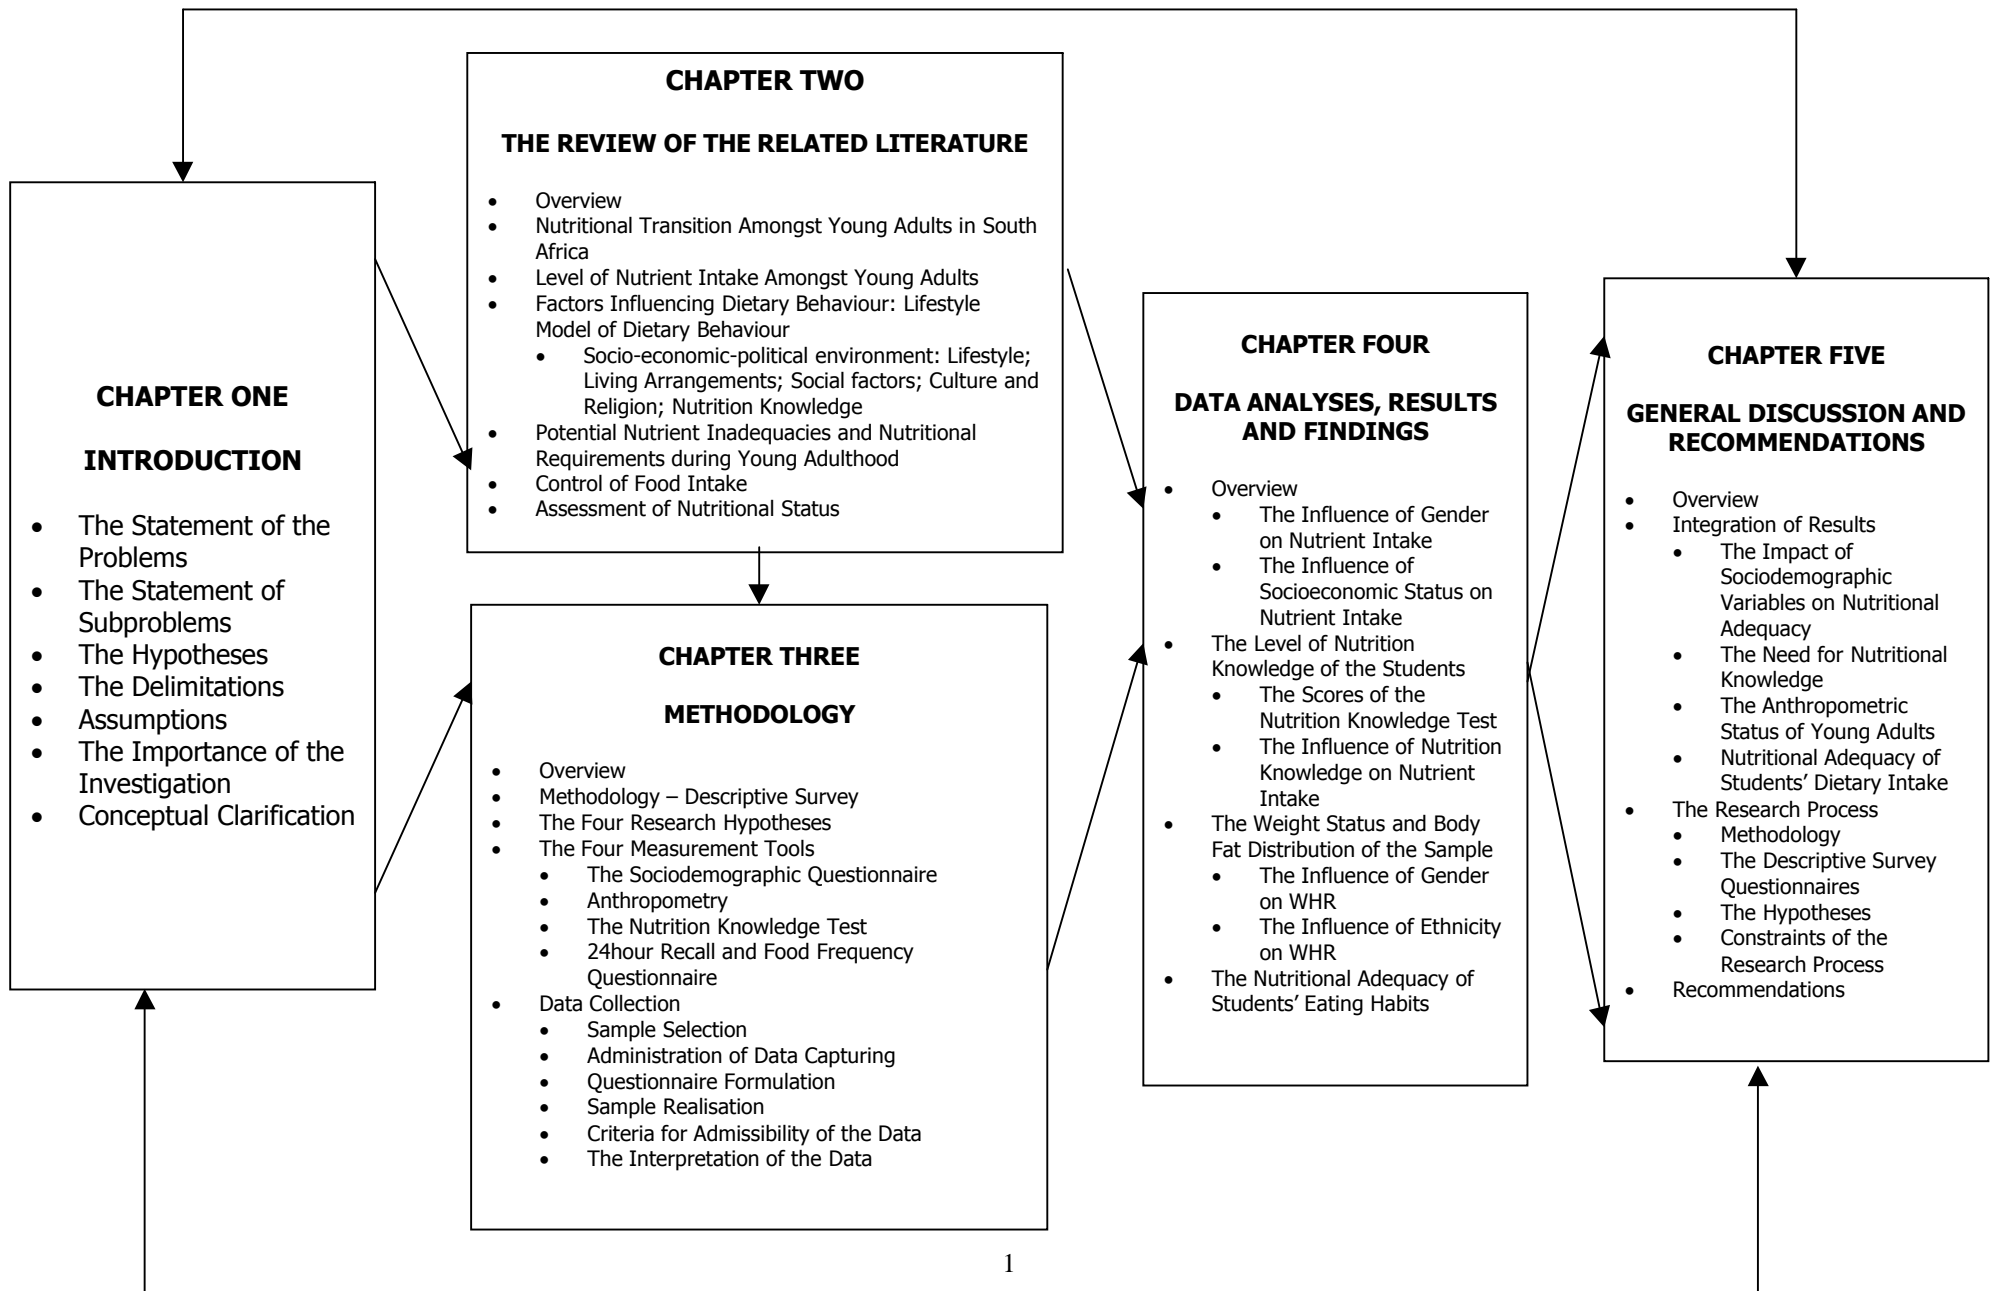 CHAPTER ONE
INTRODUCTION
• The Statement of the
Problems
• The Statement of
Subproblems
• The Hypotheses
• The Delimitations
• Assumptions
• The Importance of the
Investigation
• Conceptual Clarification
CHAPTER TWO
THE REVIEW OF THE RELATED LITERATURE
• Overview
• Nutritional Transition Amongst Young Adults in South
Africa
• Level of Nutrient Intake Amongst Young Adults
• Factors Influencing Dietary Behaviour: Lifestyle
Model of Dietary Behaviour
• Socio-economic-political environment: Lifestyle;
Living Arrangements; Social factors; Culture and
Religion; Nutrition Knowledge
• Potential Nutrient Inadequacies and Nutritional
Requirements during Young Adulthood
• Control of Food Intake
• Assessment of Nutritional Status
CHAPTER THREE
METHODOLOGY
• Overview
• Methodology – Descriptive Survey
• The Four Research Hypotheses
• The Four Measurement Tools
• The Sociodemographic Questionnaire
• Anthropometry
• The Nutrition Knowledge Test
• 24hour Recall and Food Frequency
Questionnaire
• Data Collection
• Sample Selection
• Administration of Data Capturing
• Questionnaire Formulation
• Sample Realisation
• Criteria for Admissibility of the Data
• The Interpretation of the Data
CHAPTER FOUR
DATA ANALYSES, RESULTS
AND FINDINGS
• Overview
• The Influence of Gender
on Nutrient Intake
• The Influence of
Socioeconomic Status on
Nutrient Intake
• The Level of Nutrition
Knowledge of the Students
• The Scores of the
Nutrition Knowledge Test
• The Influence of Nutrition
Knowledge on Nutrient
Intake
• The Weight Status and Body
Fat Distribution of the Sample
• The Influence of Gender
on WHR
• The Influence of Ethnicity
on WHR
• The Nutritional Adequacy of
Students’ Eating Habits
CHAPTER FIVE
GENERAL DISCUSSION AND
RECOMMENDATIONS
• Overview
• Integration of Results
• The Impact of
Sociodemographic
Variables on Nutritional
Adequacy
• The Need for Nutritional
Knowledge
• The Anthropometric
Status of Young Adults
• Nutritional Adequacy of
Students’ Dietary Intake
• The Research Process
• Methodology
• The Descriptive Survey
Questionnaires
• The Hypotheses
• Constraints of the
Research Process
• Recommendations
1